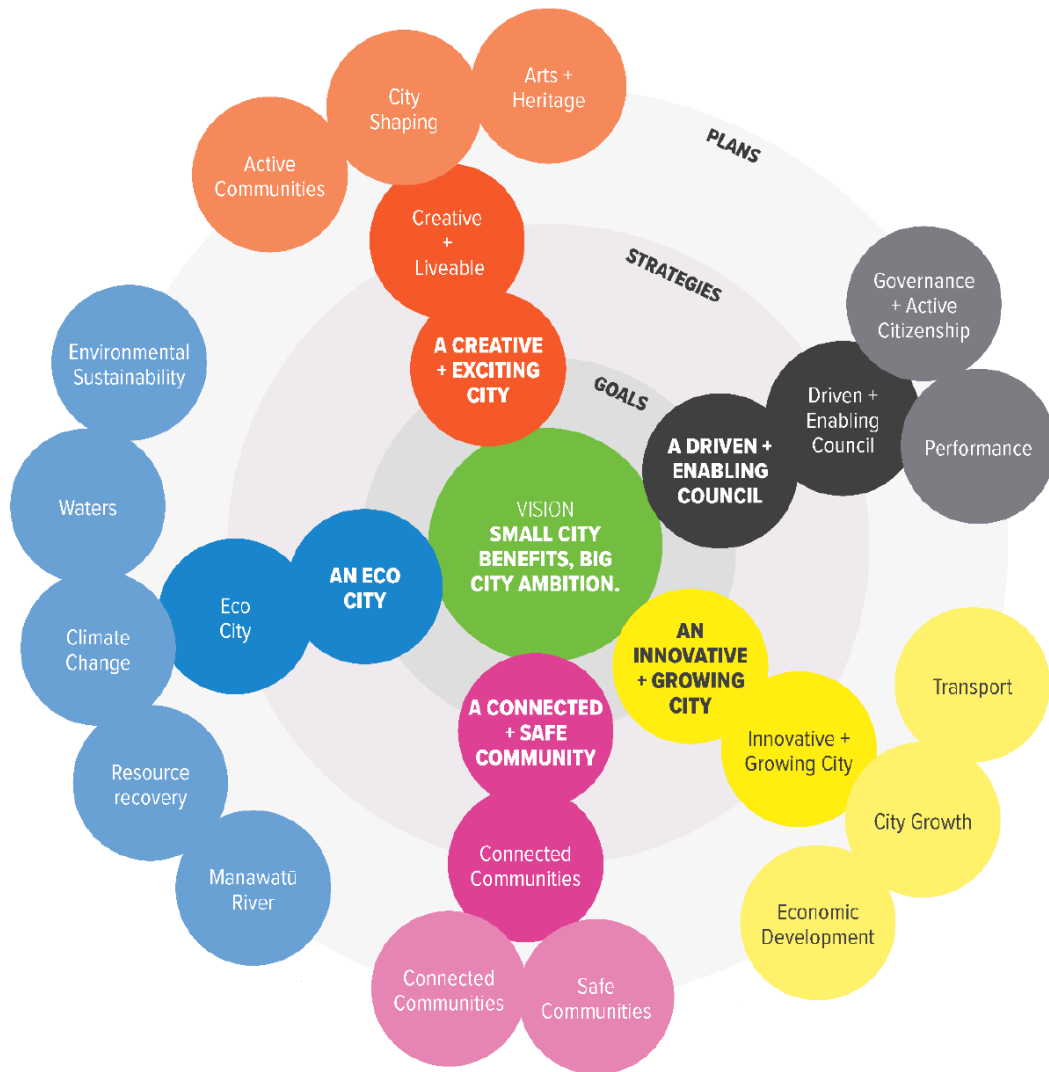 Arts +
Heritage
City
Shaping
Active
Communities
PLANS
Creative
+
Liveable
STRATEGIES
A CREATIVE
+ EXCITING
CITY
GOALS
Governance
+ Active
Citizenship
Driven +
Enabling
Council
Performance
A DRIVEN +
ENABLING
COUNCIL
Environmental
Sustainability
Waters
VISION
SMALL CITY
BENEFITS, BIG
CITY AMBITION.
AN ECO
CITY
Eco
City
Climate
Change
Resource
recovery
Manawatū
River
AN
INNOVATIVE
+ GROWING
CITY
Innovative +
Growing City
Transport
City Growth
Economic
Development
A CONNECTED
+ SAFE
COMMUNITY
Connected
Communities
Connected
Communities
Safe
Communities